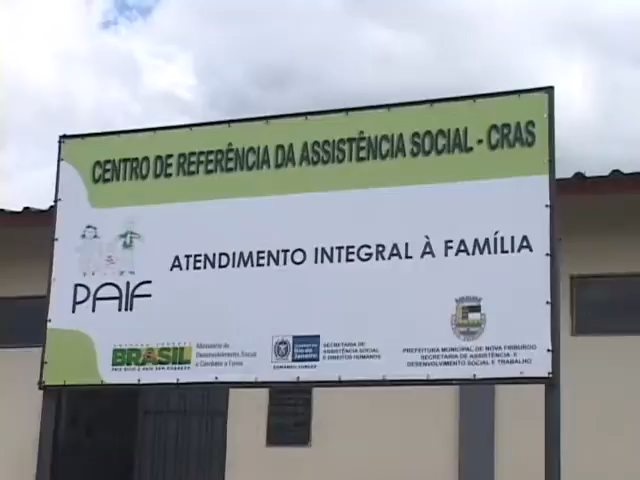 CENTRO DE REFERÊNCIA DA ASSISTÊNCIA SOCIAL - CRAS
ATENDIMENTO INTEGRAL À FAMÍLIA
PAIF
BRASIL
Ministério do
Desenvolvimento Social
e Combate à Fome
SECRETARIA DE
ASSISTÊNCIA SOCIAL
E DIREITOS HUMANOS
PREFEITURA MUNICIPAL DE NOVA FRIBURGO
SECRETARIA DE ASSISTÊNCIA E
DESENVOLVIMENTO SOCIAL E TRABALHO